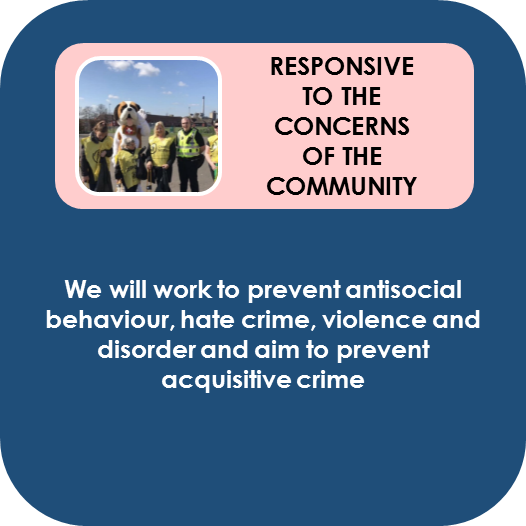 RESPONSIVE
TO THE
CONCERNS
OF THE
COMMUNITY
We will work to prevent antisocial
behaviour, hate crime, violence and
disorder and aim to prevent
acquisitive crime